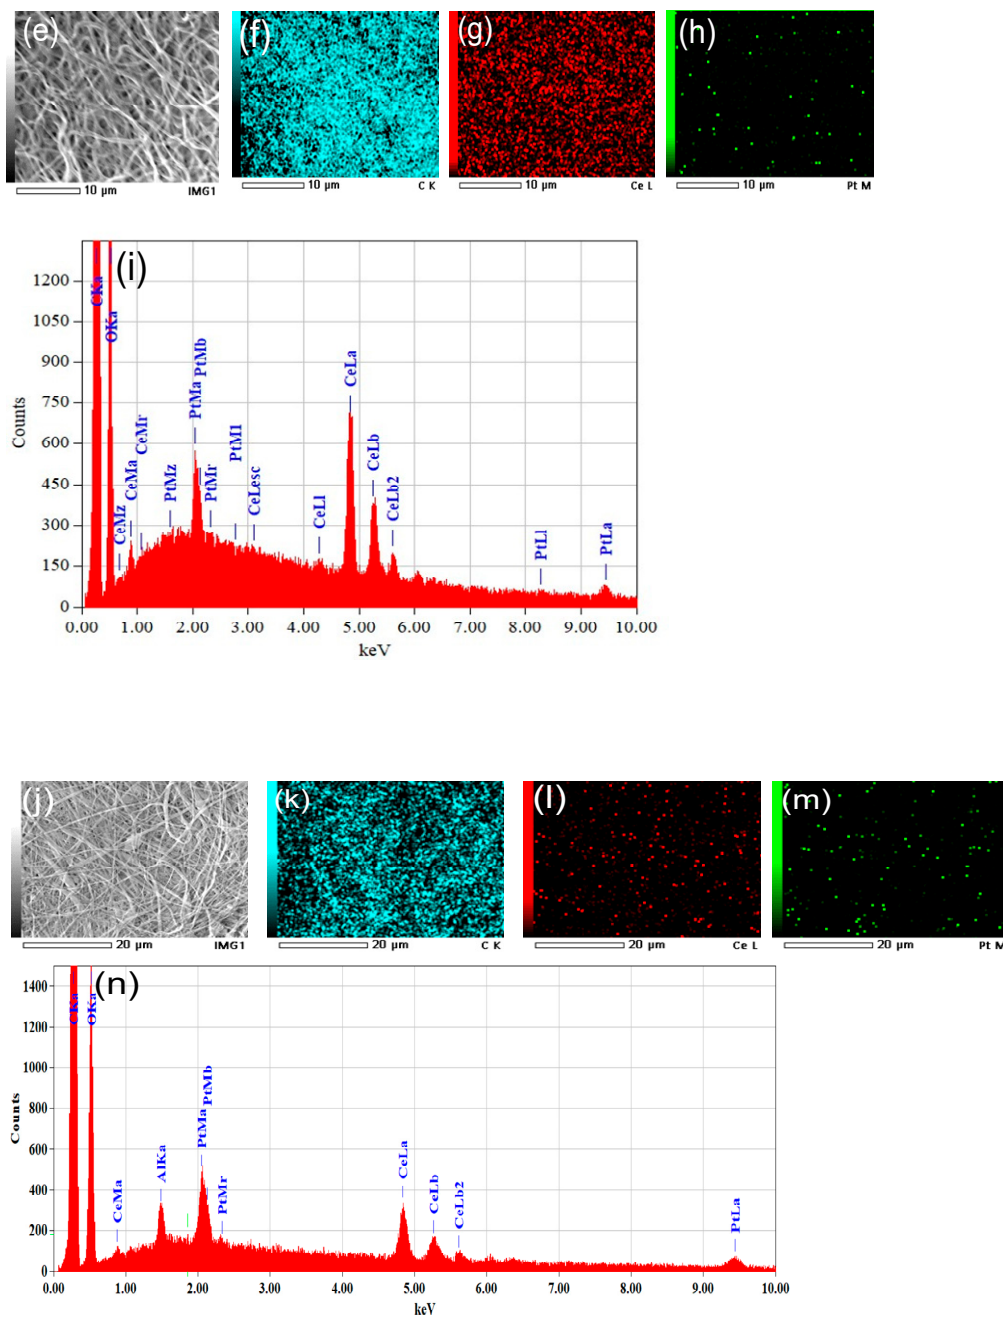 (e) (f) (g) (h)
10 μm IMG1 10 μm C K 10 μm Ce L 10 μm Pt M
(i)
1200
1050
900
750
600
450
300
150
0
Counts
CKa
OKa
CeMz
CeMa
CeMr
PtMz
PtMa
PtMb
PtMr
PtM1
CeLesc
CeLl
CeLa
CeLb
CeLb2
PtLl
PtLa
0.00 1.00 2.00 3.00 4.00 5.00 6.00 7.00 8.00 9.00 10.00
keV
(j) (k) (l) (m)
20 μm IMG1 20 μm C K 20 μm Ce L 20 μm Pt M
(n)
1400
1200
1000
800
600
400
200
0
Counts
CKa
OKa
CeMa
AlKa
PtMa
PtMb
PtMr
CeLa
CeLb
CeLb2
PtLa
0.00 1.00 2.00 3.00 4.00 5.00 6.00 7.00 8.00 9.00 10.00
keV